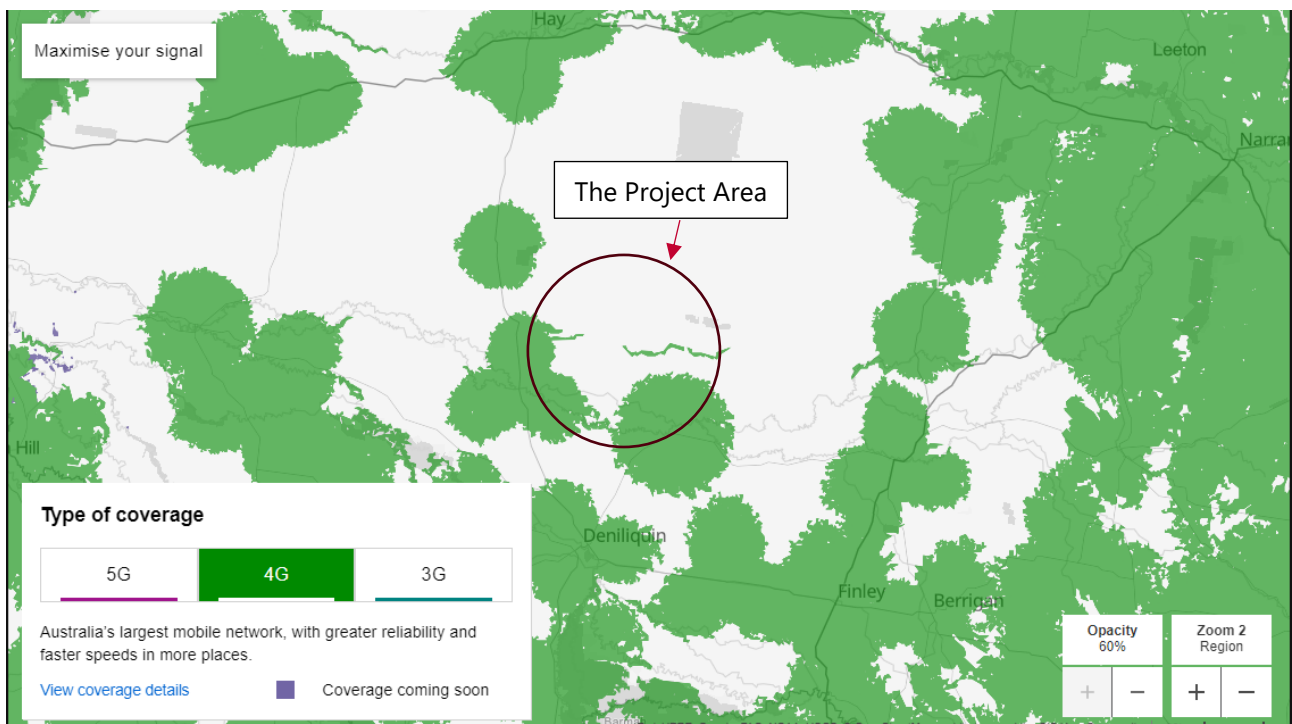 Hay
Maximise your signal
Leeton
Narran
The Project Area
Hill
Type of coverage
5G
4G
3G
Australia's largest mobile network, with greater reliability and
faster speeds in more places.
View coverage details
Coverage coming soon
Deniliquin
Finley
Berrigan
Opacity
60%
+ −
Zoom 2
Region
+ −